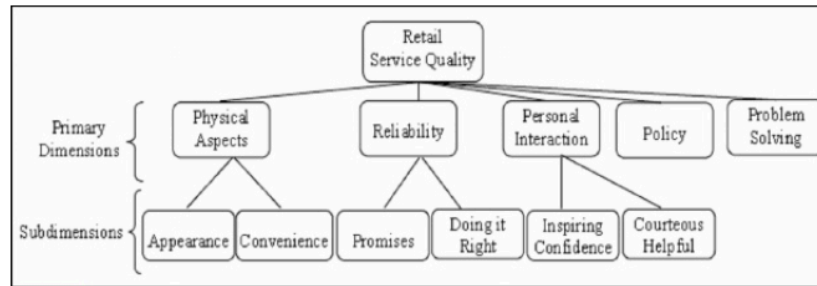 Retail
Service Quality
Primary
Dimensions
Physical
Aspects
Reliability
Personal
Interaction
Policy
Problem
Solving
Subdimensions
Appearance
Convenience
Promises
Doing it
Right
Inspiring
Confidence
Courteous
Helpful